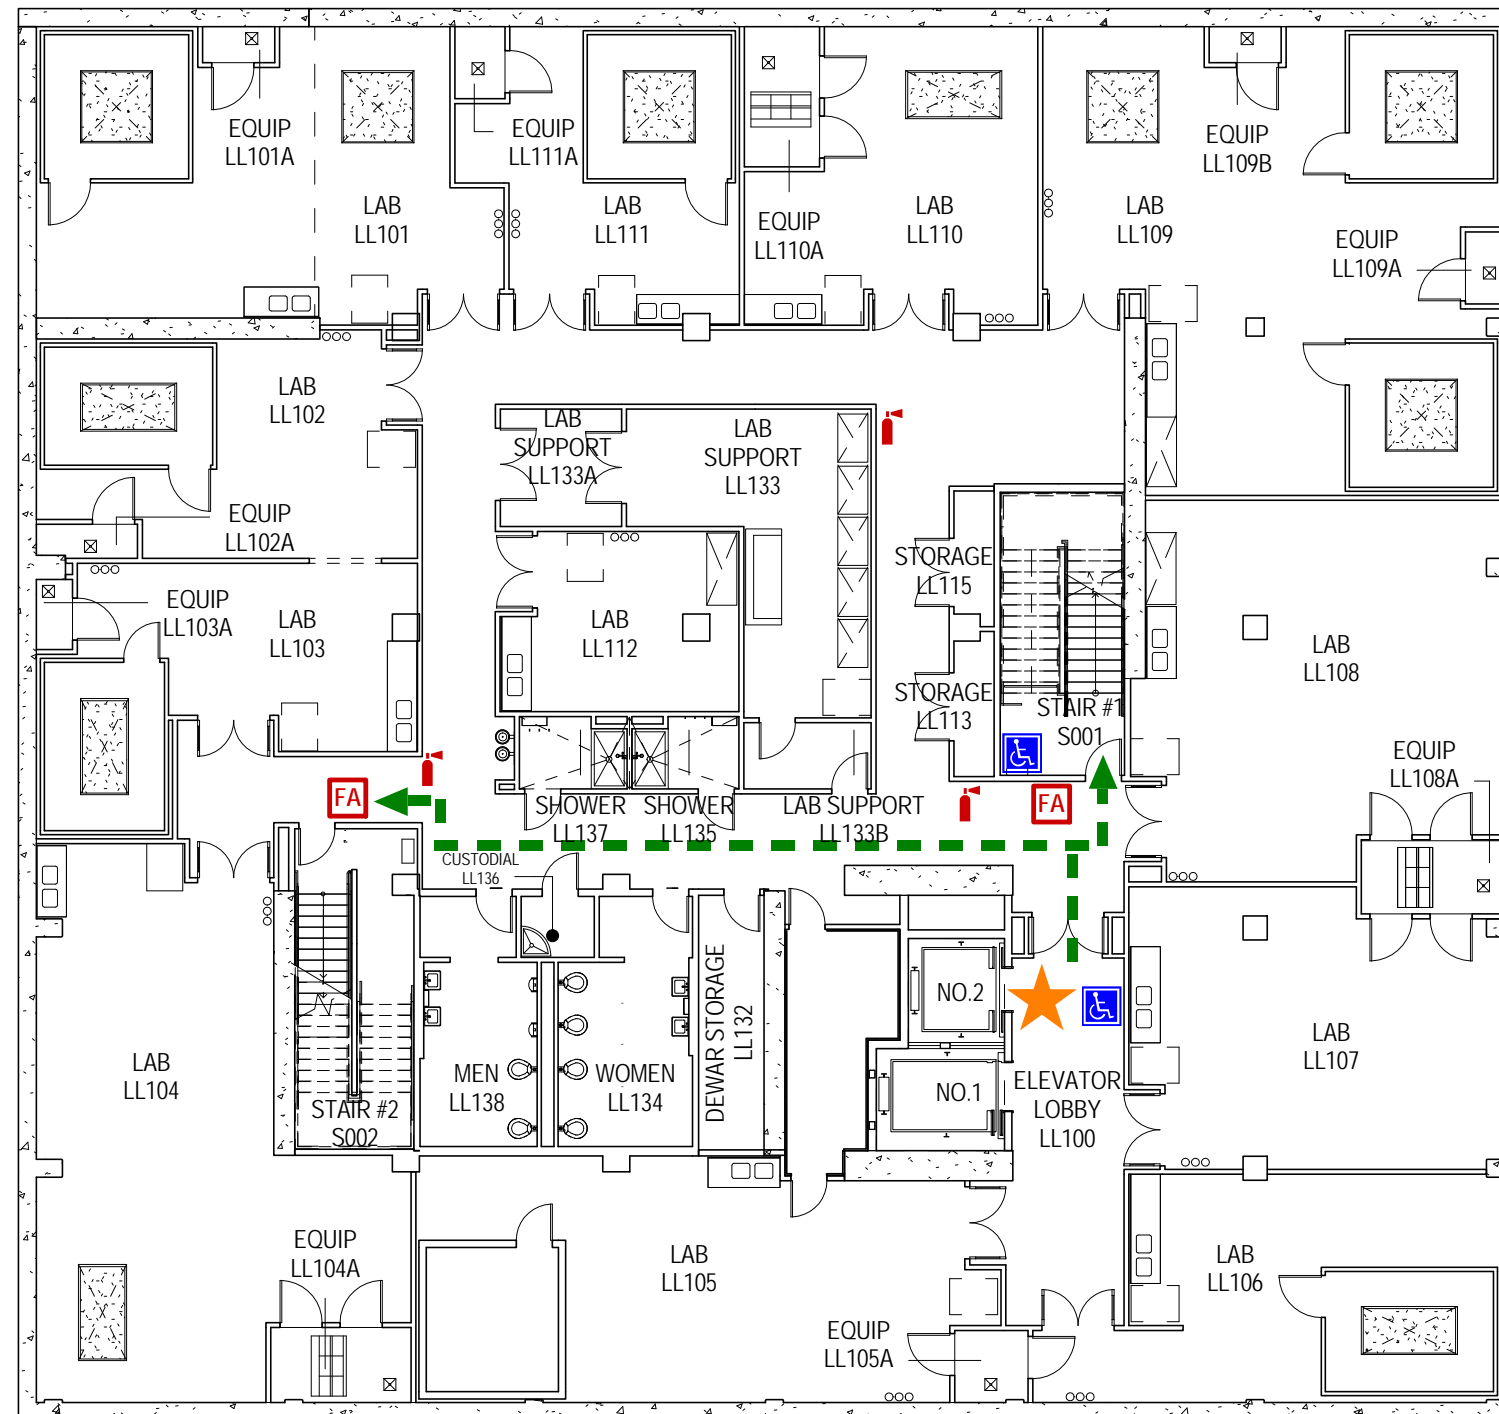 EQUIP
LL101A
LAB
LL101
EQUIP
LL111A
LAB
LL111
EQUIP
LL110A
LAB
LL110
EQUIP
LL109B
LAB
LL109
EQUIP
LL109A
LAB
LL102
EQUIP
LL102A
LAB
SUPPORT
LL133A
LAB
SUPPORT
LL133
EQUIP
LL103A
LAB
LL103
LAB
LL112
STORAGE
LL115
STORAGE
LL113
STAIR #1
S001
LAB
LL108
EQUIP
LL108A
FA
SHOWER
LL137
SHOWER
LL135
LAB SUPPORT
LL133B
FA
CUSTODIAL
LL136
DEWAR STORAGE
LL132
NO.2
NO.1
ELEVATOR
LOBBY
LL100
LAB
LL107
LAB
LL104
STAIR #2
S002
MEN
LL138
WOMEN
LL134
EQUIP
LL104A
LAB
LL105
EQUIP
LL105A
LAB
LL106